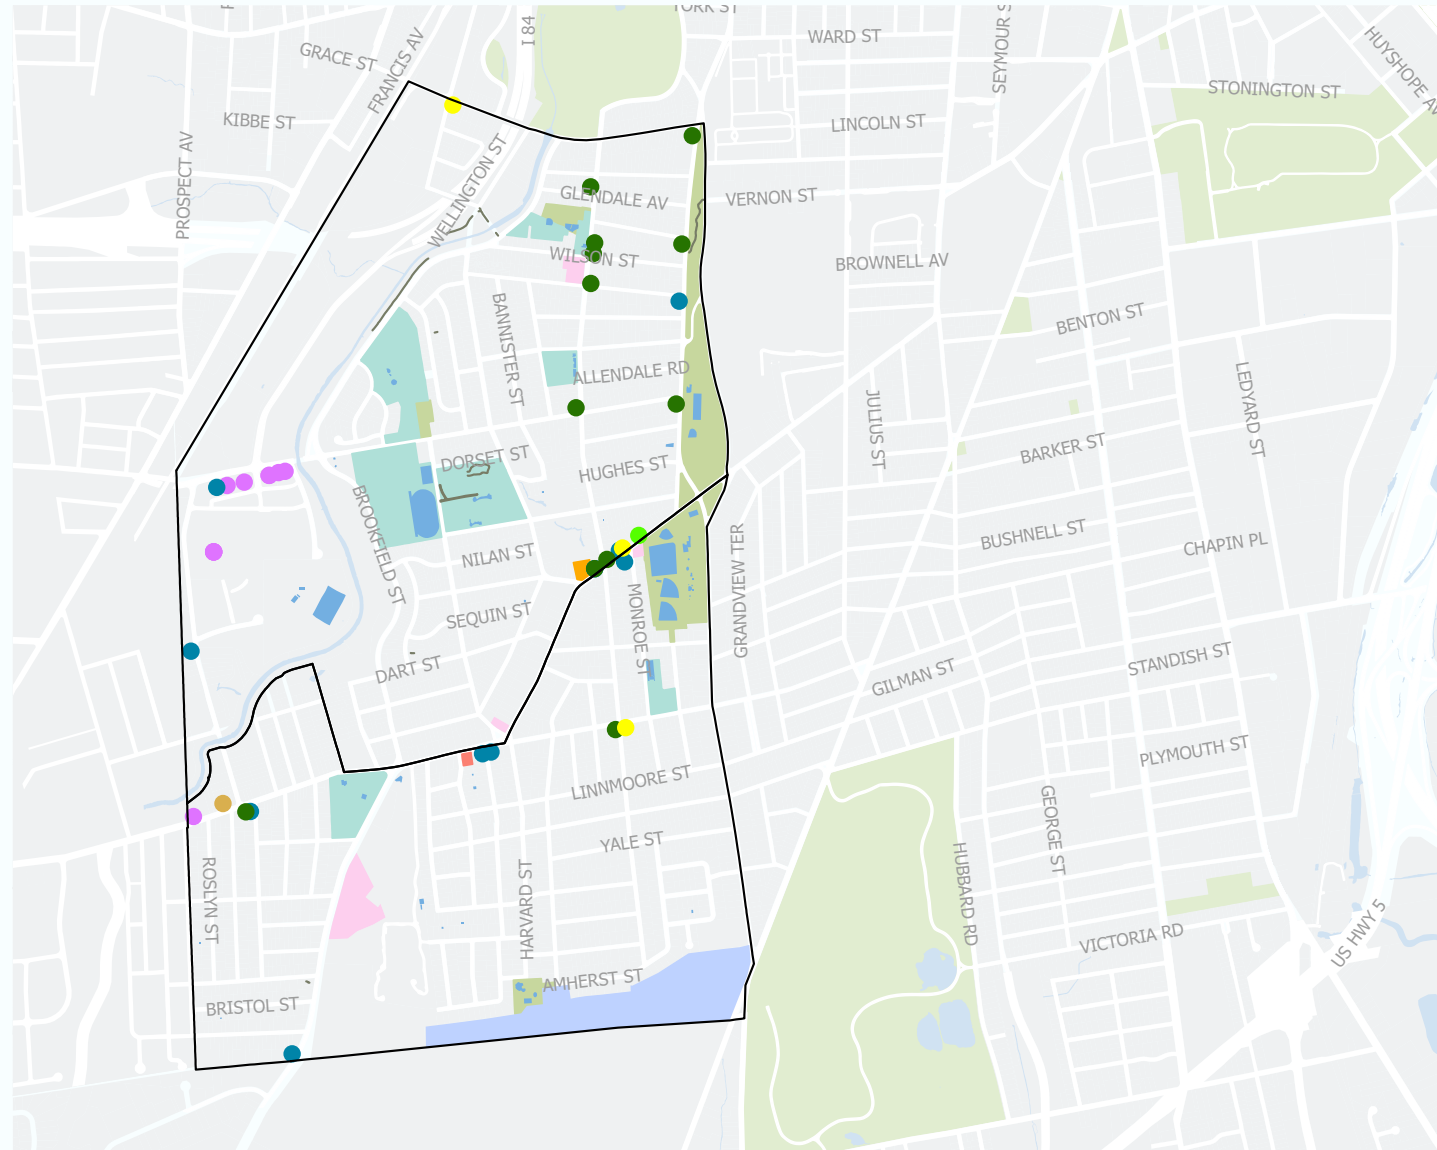 YORK ST
I 84
WARD ST
SEYMOUR S
GRACE ST
FRANCIS AV
HUYSHOPE AV
STONINGTON ST
KIBBE ST
LINCOLN ST
PROSPECT AV
WELLINGTON ST
GLENDALE AV
VERNON ST
WILSON ST
BROWNELL AV
BENTON ST
BANNISTER ST
ALLENDALE RD
LEDYARD ST
JULIUS ST
BARKER ST
DORSET ST
HUGHES ST
BROOKFIELD ST
BUSHNELL ST
CHAPIN PL
NILAN ST
GRANDVIEW TER
SEQUIN ST
MONROE ST
DART ST
GILMAN ST
STANDISH ST
PLYMOUTH ST
LINNMOORE ST
GEORGE ST
YALE ST
ROSLYN ST
HARVARD ST
HUBBARD RD
VICTORIA RD
US HWY 5
AMHERST ST
BRISTOL ST